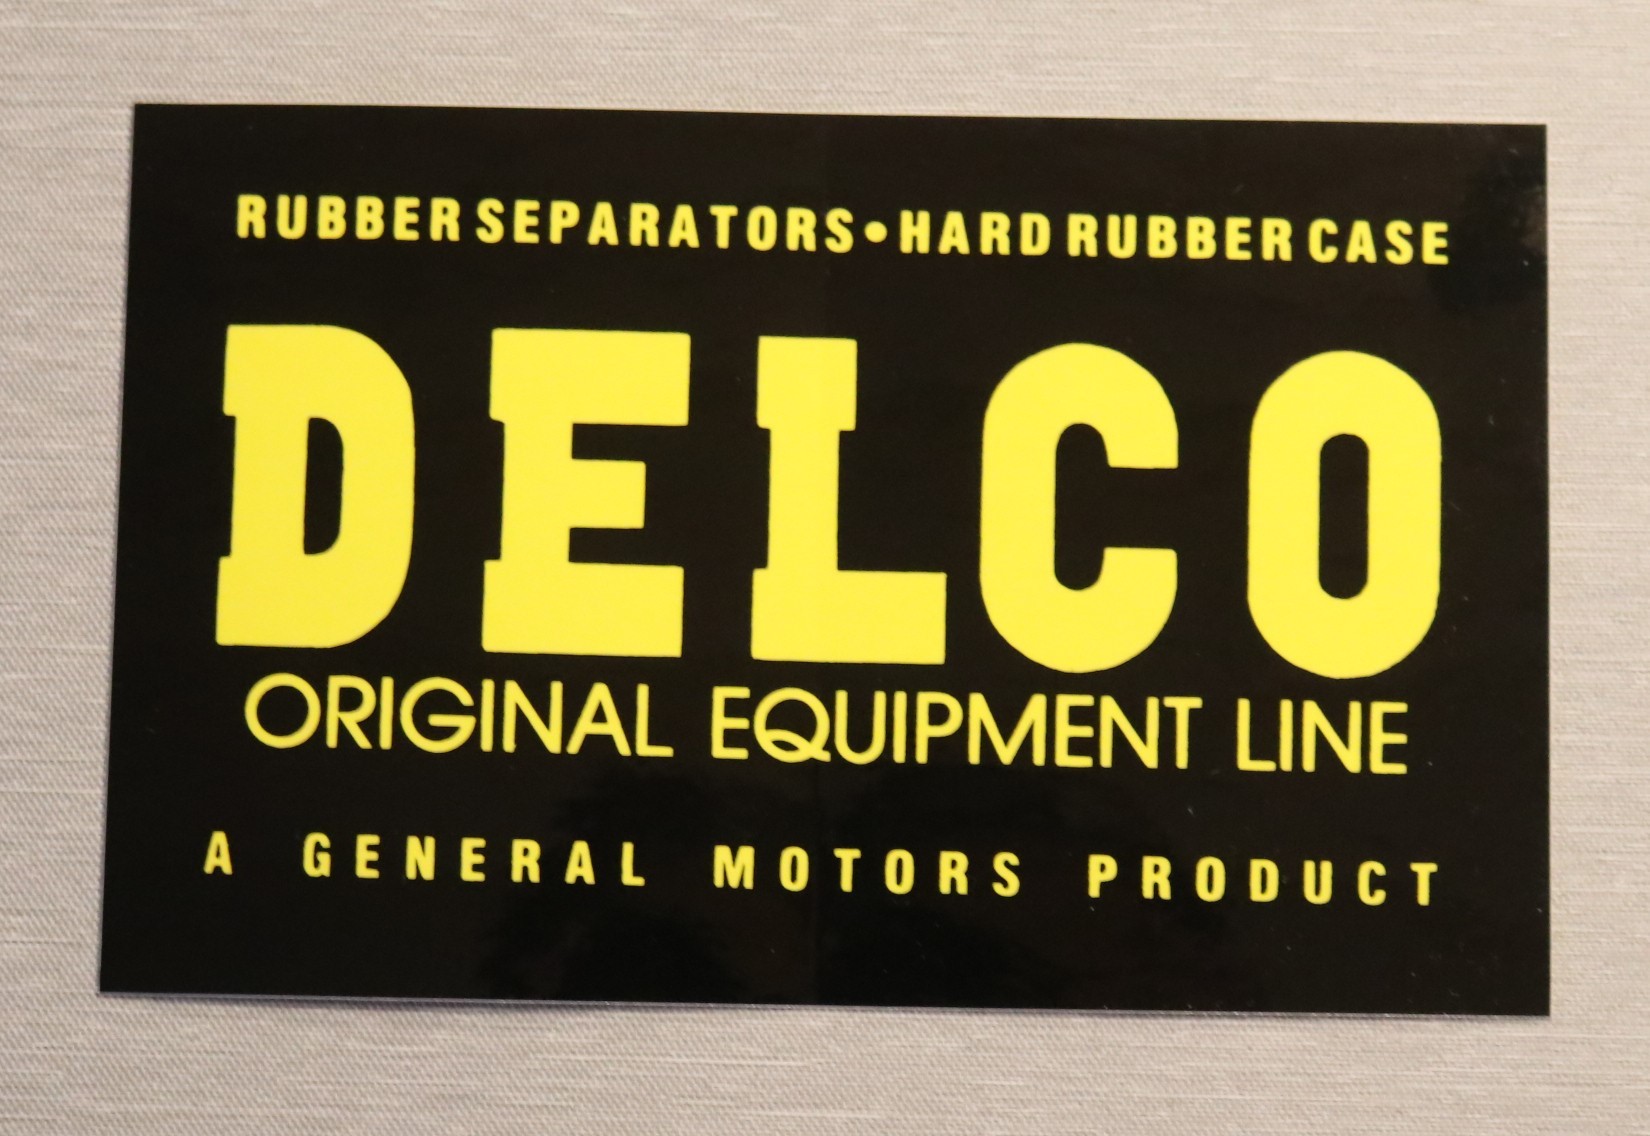 RUBBER SEPARATORS•HARD RUBBER CASE
DELCO
ORIGINAL EQUIPMENT LINE
A GENERAL MOTORS PRODUCT